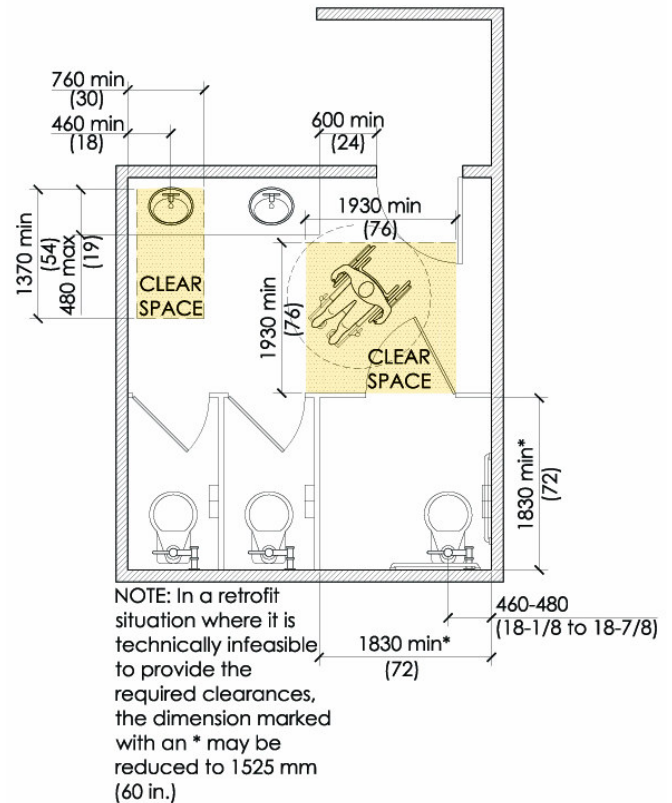 760 min
(30)
460 min
(18)
600 min
(24)
1930 min
(76)
1370 min
(54)
480 max
(19)
CLEAR
SPACE
1930 min
(76)
CLEAR
SPACE
1830 min*
(72)
460-480
(18-1/8 to 18-7/8)
1830 min*
(72)
NOTE: In a retrofit
situation where it is
technically infeasible
to provide the
required clearances,
the dimension marked
with an * may be
reduced to 1525 mm
(60 in.)